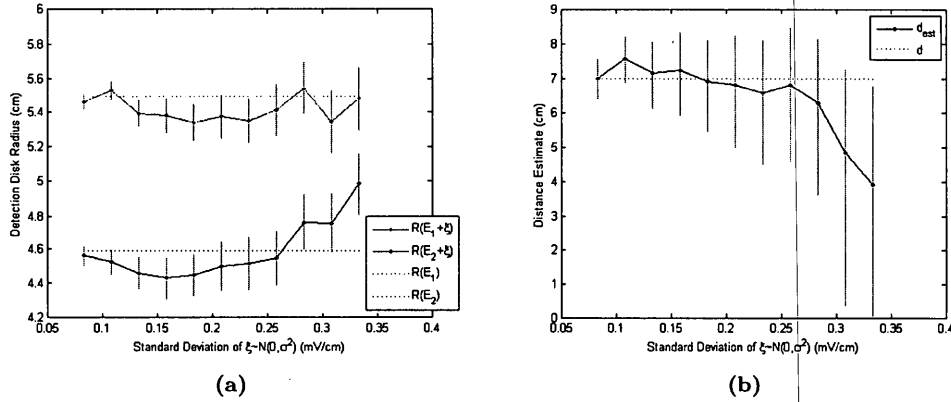 6
5.8
5.6
5.4
5.2
5
4.8
4.6
4.4
4.2
Detection Disk Radius (cm)
R(E₁+ξ)
R(E₂+ξ)
R(E₁)
R(E₂)
0.05 0.1 0.15 0.2 0.25 0.3 0.35 0.4
Standard Deviation of ξ~N(0,σ²) (mV/cm)
(a)
9
8
7
6
5
4
3
2
1
0
Distance Estimate (cm)
d_est
d
0.05 0.1 0.15 0.2 0.25 0.3 0.35 0.4
Standard Deviation of ξ~N(0,σ²) (mV/cm)
(b)